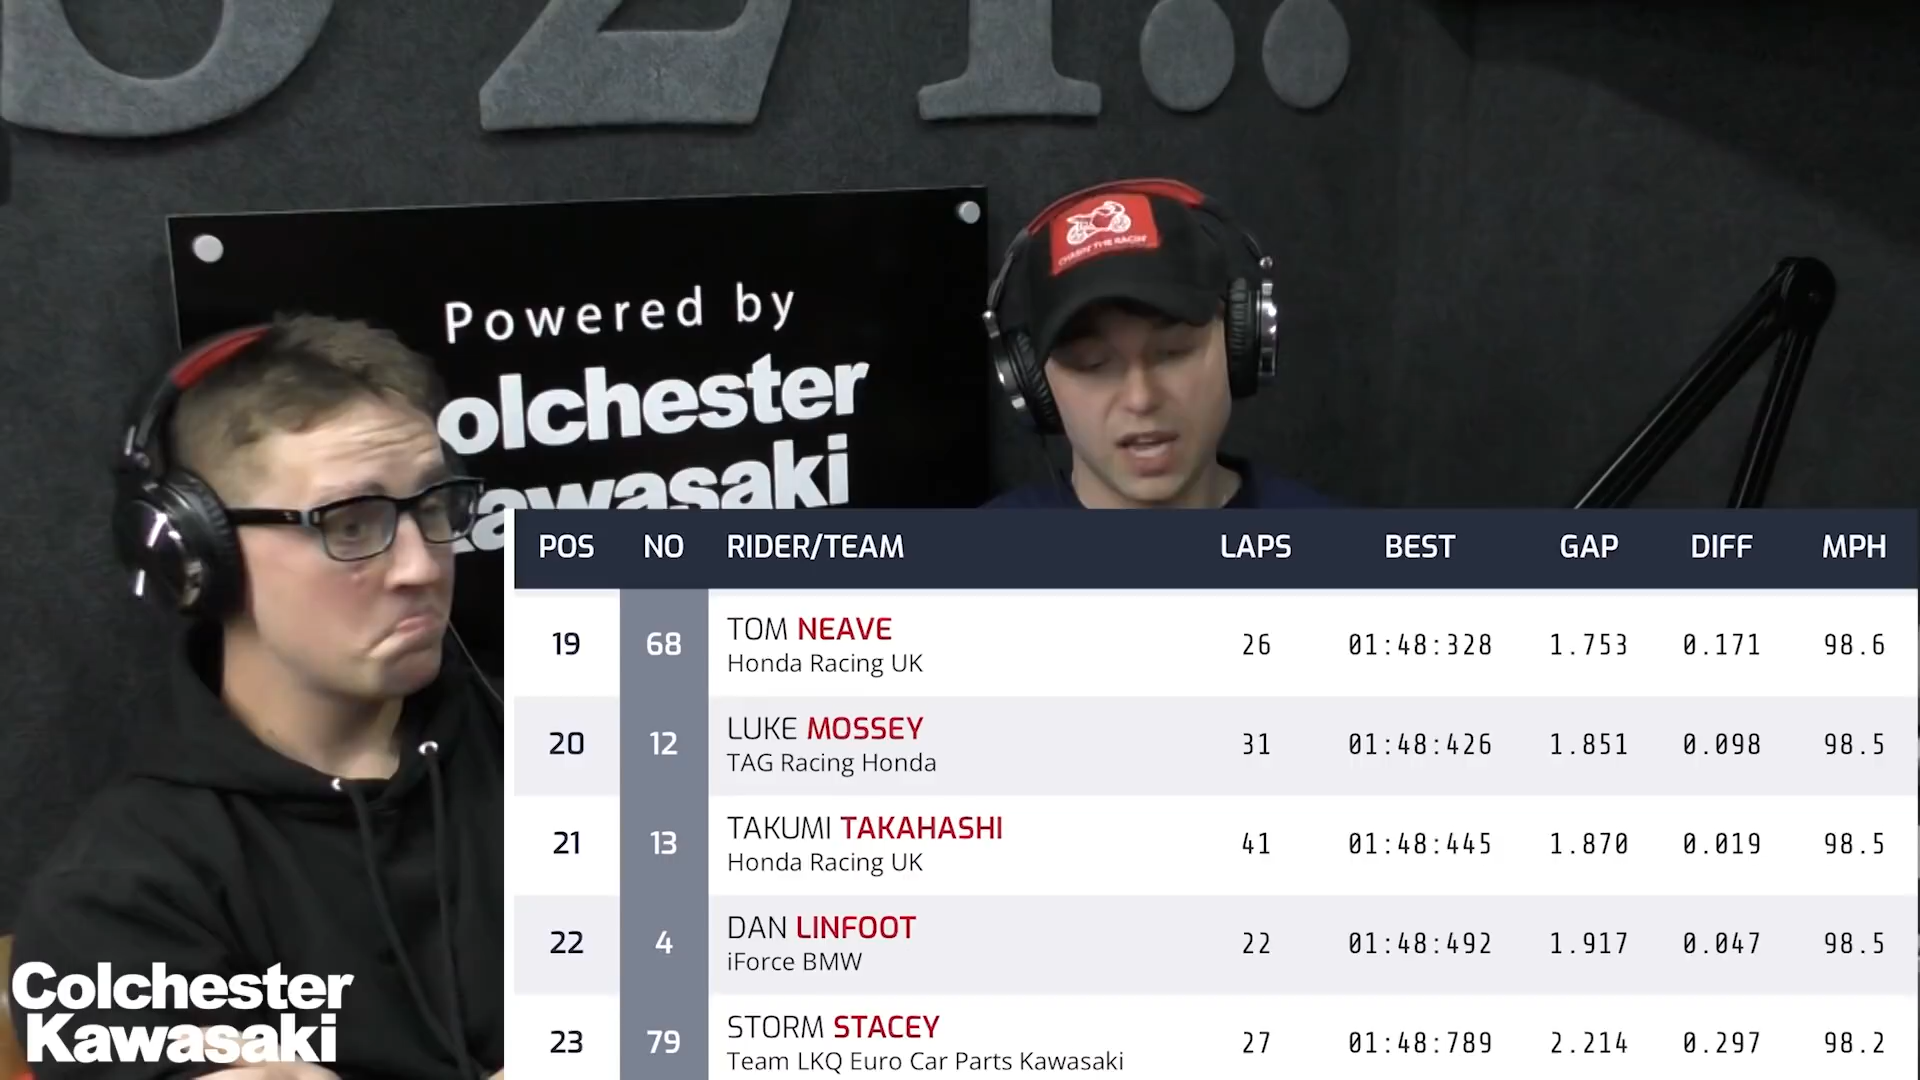 321..
CHASIN' THE RACIN'
Powered by
olchester
awasaki
POS NO RIDER/TEAM LAPS BEST GAP DIFF MPH
19 68 TOM NEAVE 26 01:48:328 1.753 0.171 98.6
Honda Racing UK
20 12 LUKE MOSSEY 31 01:48:426 1.851 0.098 98.5
TAG Racing Honda
21 13 TAKUMI TAKAHASHI 41 01:48:445 1.870 0.019 98.5
Honda Racing UK
22 4 DAN LINFOOT 22 01:48:492 1.917 0.047 98.5
iForce BMW
23 79 STORM STACEY 27 01:48:789 2.214 0.297 98.2
Team LKQ Euro Car Parts Kawasaki
Colchester
Kawasaki